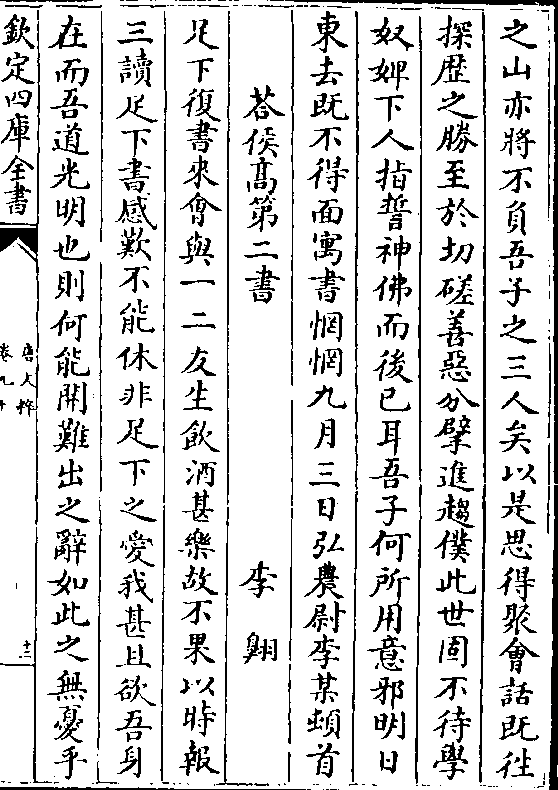 之山亦將不負吾子之三人矣以是思得聚會話既徃
探歴之勝至於切磋善惡分擘進趨僕此世固不待學
奴婢下人指誓神佛而後已耳吾子何所用意邪明日
東去既不得面寓書惘惘九月三日弘農尉李某頓首
荅侯高第二書 李翺
足下復書來會與一二友生飲酒甚樂故不果以時報
三讀足下書感歎不能休非足下之愛我甚且欲吾身
在而吾道光明也則何能開難出之辭如此之無憂乎
欽定四庫全書
唐文粹
卷九十
十三